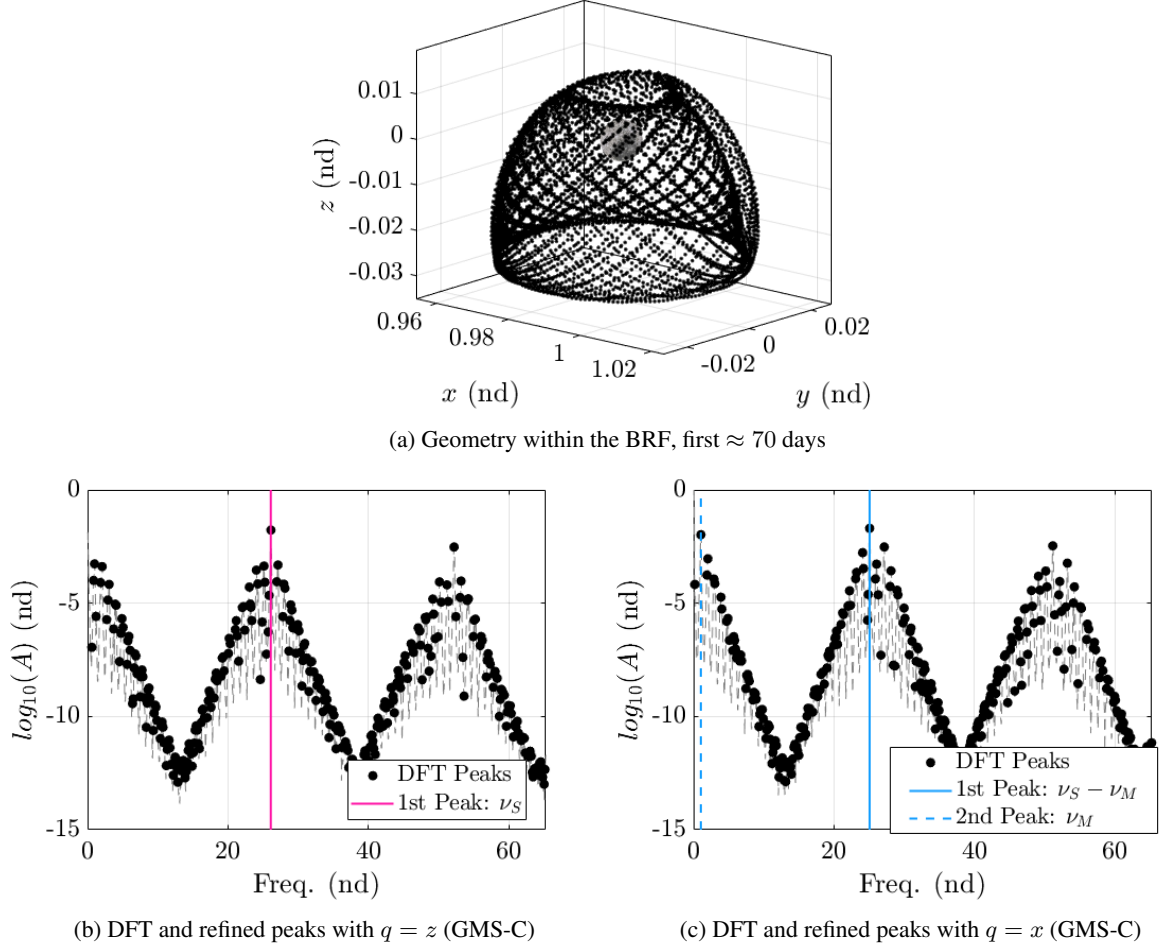 0.01
0
-0.01
-0.02
-0.03
z (nd)
0.96
0.98
1
1.02
x (nd)
-0.02
0
0.02
y (nd)
(a) Geometry within the BRF, first ≈ 70 days
0
-5
-10
-15
log₁₀(A) (nd)
0
20
40
60
Freq. (nd)
DFT Peaks
1st Peak: ν_S
(b) DFT and refined peaks with q = z (GMS-C)
0
-5
-10
-15
log₁₀(A) (nd)
0
20
40
60
Freq. (nd)
DFT Peaks
1st Peak: ν_S − ν_M
2nd Peak: ν_M
(c) DFT and refined peaks with q = x (GMS-C)